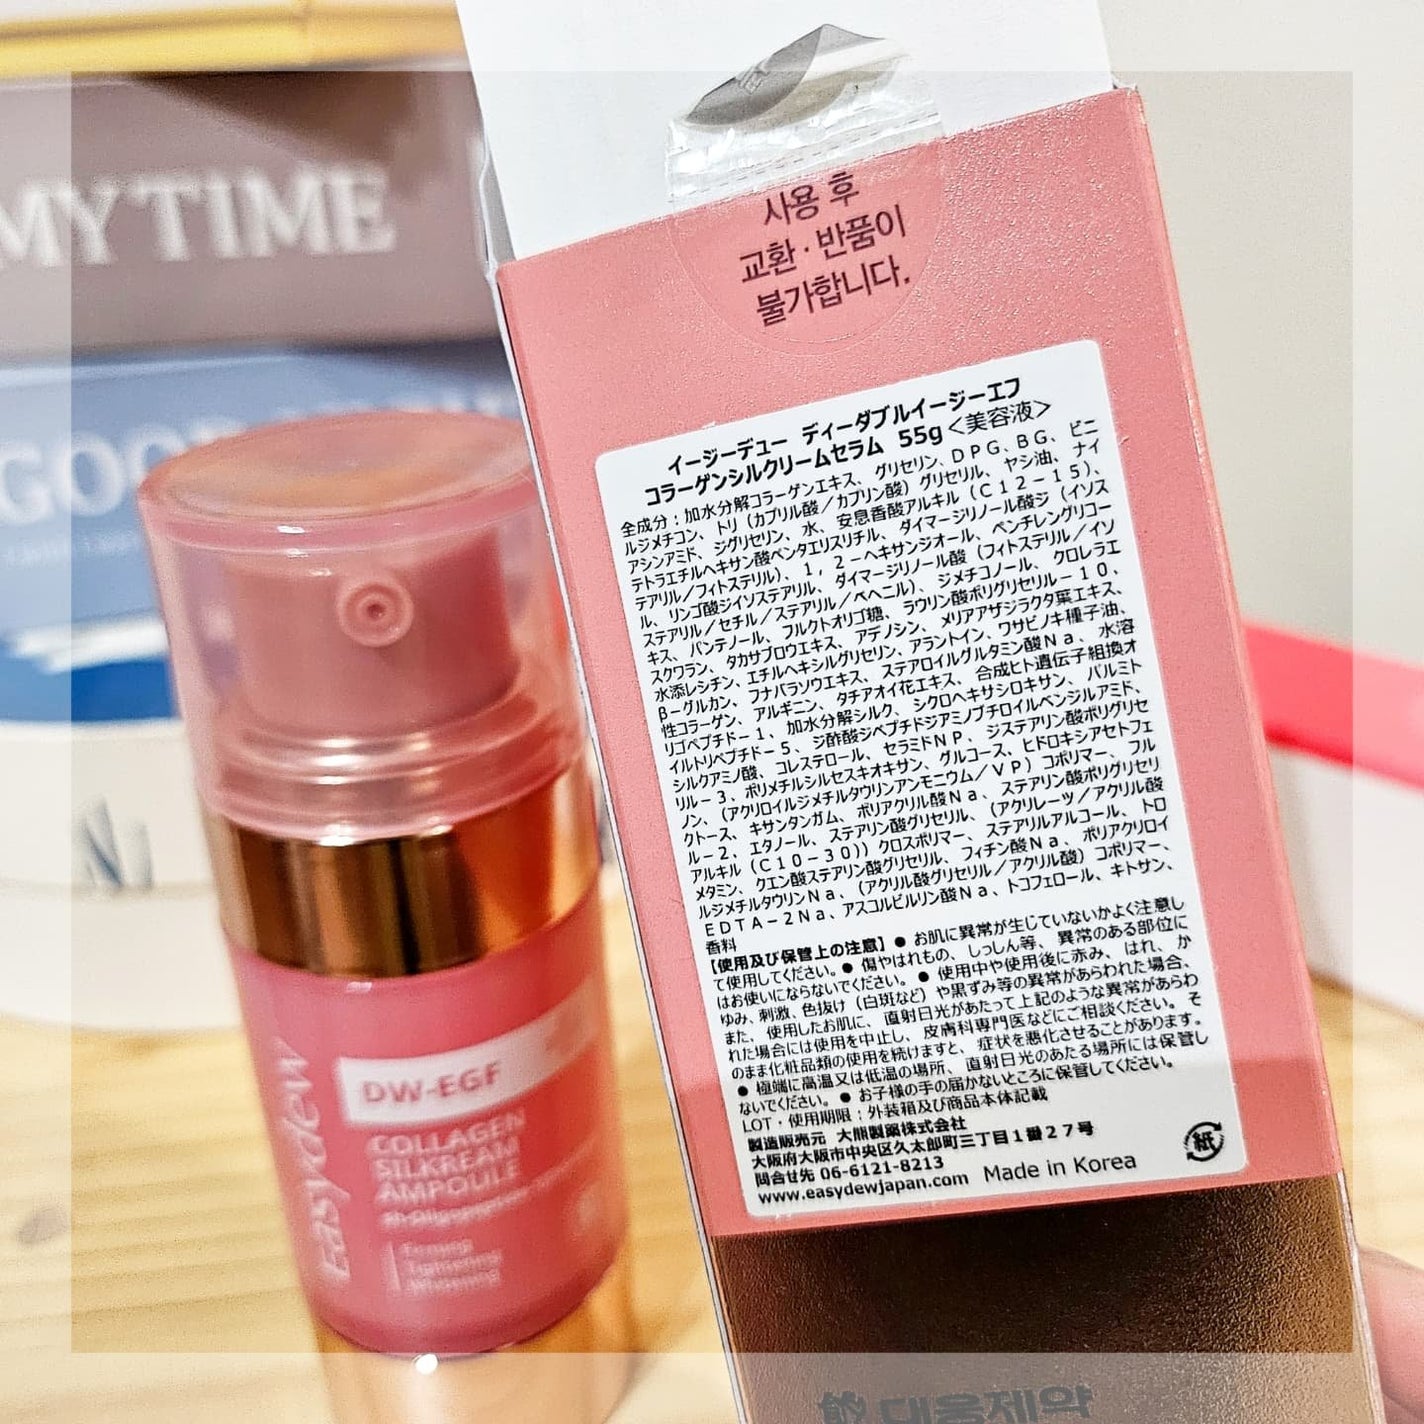 MY TIME
GOO
사용 후
교환·반품이
불가합니다.
イージーデュー ディーダブルイージーエフ
コラーゲンシルクリームセラム 55g<美容液>
全成分:加水分解コラーゲンエキス、グリセリン、DPG、BG、ビニ
ルジメチコン、トリ(カプリル酸/カプリン酸)グリセリル、ヤシ油、ナイ
アシンアミド、ジグリセリン、水、安息香酸アルキル(C12-15)、
テトラエチルヘキサン酸ペンタエリスリチル、ダイマージリノール酸ジ(イソス
テアリル/フィトステリル)、1,2-ヘキサンジオール、ペンチレングリコー
ル、リンゴ酸ジイソステアリル、ダイマージリノール酸(フィトステリル/イソ
ステアリル/セチル/ステアリル/ベヘニル)、ジメチコノール、クロレラエ
キス、パンテノール、フルクトオリゴ糖、ラウリン酸ポリグリセリル-10、
スクワラン、タカサブロウエキス、アデノシン、メリアアザジラクタ葉エキス、
水添レシチン、エチルヘキシルグリセリン、アラントイン、ワサビノキ種子油、
β-グルカン、フナバラソウエキス、ステアロイルグルタミン酸Na、水溶
性コラーゲン、アルギニン、タチアオイ花エキス、合成ヒト遺伝子組換オ
リゴペプチド-1、加水分解シルク、シクロヘキサシロキサン、パルミト
イルトリペプチド-5、ジ酢酸ジペプチドジアミノブチロイルベンジルアミド、
シルクアミノ酸、コレステロール、セラミドNP、ジステアリン酸ポリグリセ
リル-3、ポリメチルシルセスキオキサン、グルコース、ヒドロキシアセトフェ
ノン、(アクリロイルジメチルタウリンアンモニウム/VP)コポリマー、フル
クトース、キサンタンガム、ポリアクリル酸Na、ステアリン酸ポリグリセリ
ル-2、エタノール、ステアリン酸グリセリル、(アクリレーツ/アクリル酸
アルキル(C10-30))クロスポリマー、ステアリルアルコール、トロ
メタミン、クエン酸ステアリン酸グリセリル、フィチン酸Na、ポリアクリロイ
ルジメチルタウリンNa、(アクリル酸グリセリル/アクリル酸)コポリマー、
EDTA-2Na、アスコルビルリン酸Na、トコフェロール、キトサン、
香料
【使用及び保管上の注意】●お肌に異常が生じていないかよく注意し
て使用してください。●傷やはれもの、しっしん等、異常のある部位に
はお使いにならないでください。●使用中や使用後に赤み、はれ、か
ゆみ、刺激、色抜け(白斑など)や黒ずみ等の異常があらわれた場合、
また、使用したお肌に、直射日光があたって上記のような異常があらわ
れた場合には使用を中止し、皮膚科専門医などにご相談ください。そ
のまま化粧品類の使用を続けますと、症状を悪化させることがあります。
●極端に高温又は低温の場所、直射日光のあたる場所には保管し
ないでください。●お子様の手の届かないところに保管してください。
LOT・使用期限:外装箱及び商品本体記載
製造販売元 大熊製薬株式会社
大阪府大阪市中央区久太郎町三丁目1番27号
問合せ先 06-6121-8213
www.easydewjapan.com Made in Korea
紙
Easydew
DW-EGF
COLLAGEN
SILKREAM
AMPOULE
Firming
Tightening
Whitening
대웅제약